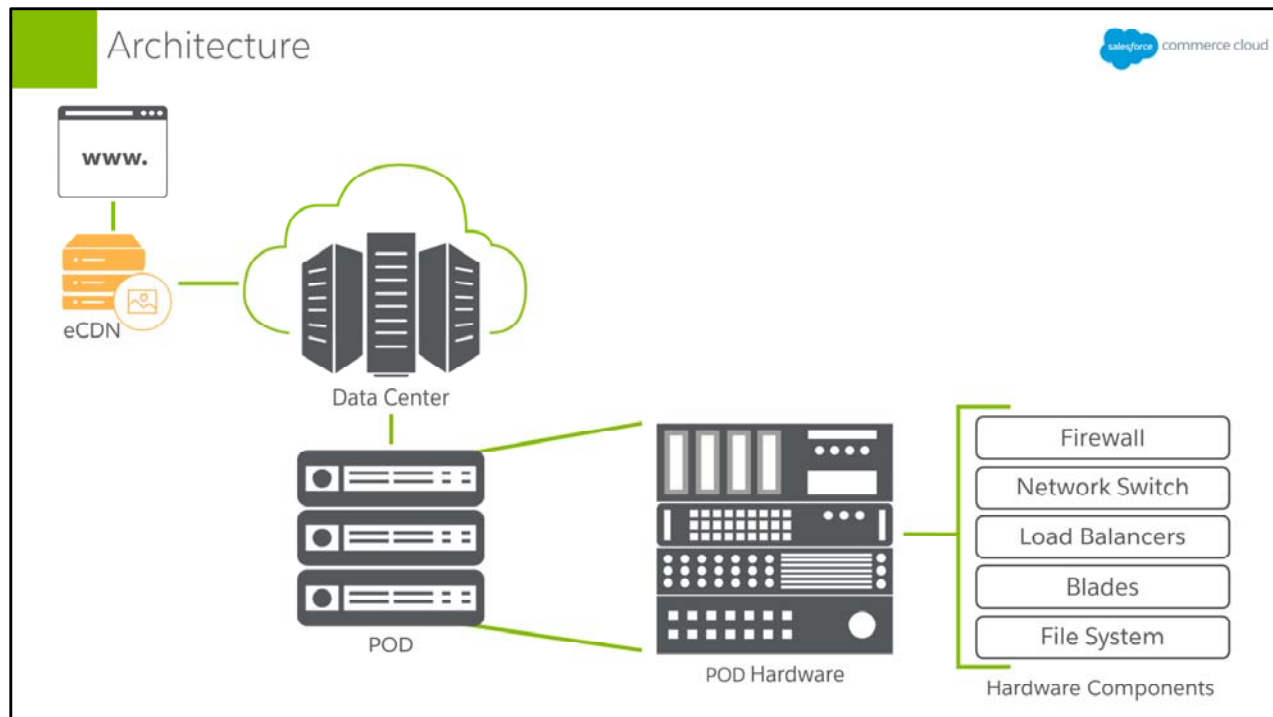 Architecture
salesforce commerce cloud
www.
eCDN
Data Center
POD
POD Hardware
Firewall
Network Switch
Load Balancers
Blades
File System
Hardware Components